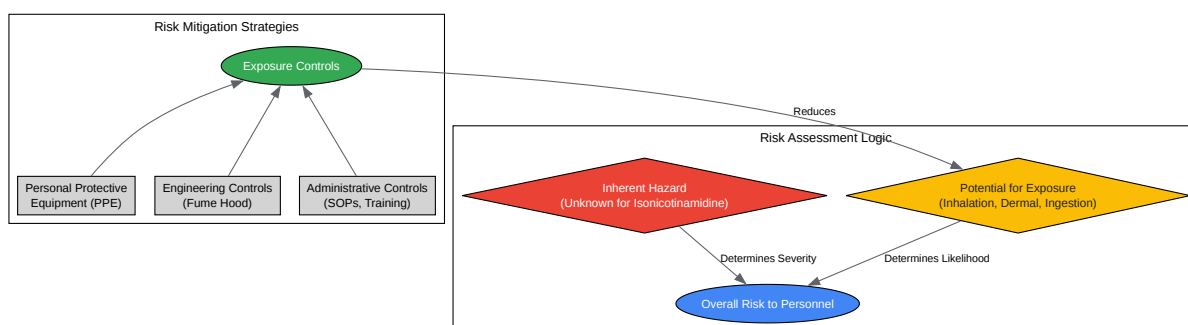 Risk Mitigation Strategies
Exposure Controls
Personal Protective
Equipment (PPE)
Engineering Controls
(Fume Hood)
Administrative Controls
(SOPs, Training)
Reduces
Risk Assessment Logic
Inherent Hazard
(Unknown for Isonicotinamidine)
Potential for Exposure
(Inhalation, Dermal, Ingestion)
Determines Severity
Determines Likelihood
Overall Risk to Personnel